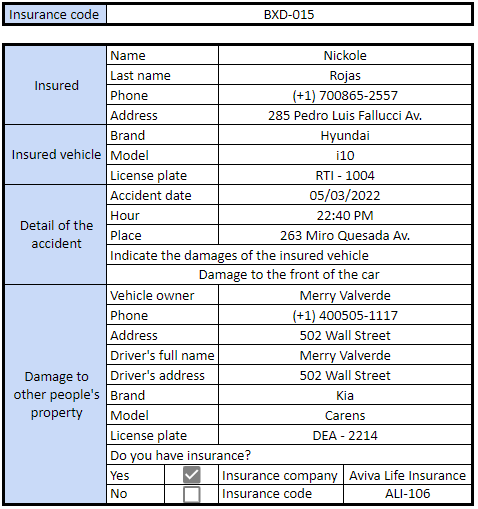 Insurance code BXD-015
Insured
Name Nickole
Last name Rojas
Phone (+1) 700865-2557
Address 285 Pedro Luis Fallucci Av.
Insured vehicle
Brand Hyundai
Model i10
License plate RTI - 1004
Detail of the
accident
Accident date 05/03/2022
Hour 22:40 PM
Place 263 Miro Quesada Av.
Indicate the damages of the insured vehicle
Damage to the front of the car
Damage to
other people's
property
Vehicle owner Merry Valverde
Phone (+1) 400505-1117
Address 502 Wall Street
Driver's full name Merry Valverde
Driver's address 502 Wall Street
Brand Kia
Model Carens
License plate DEA - 2214
Do you have insurance?
Yes Insurance company Aviva Life Insurance
No Insurance code ALI-106